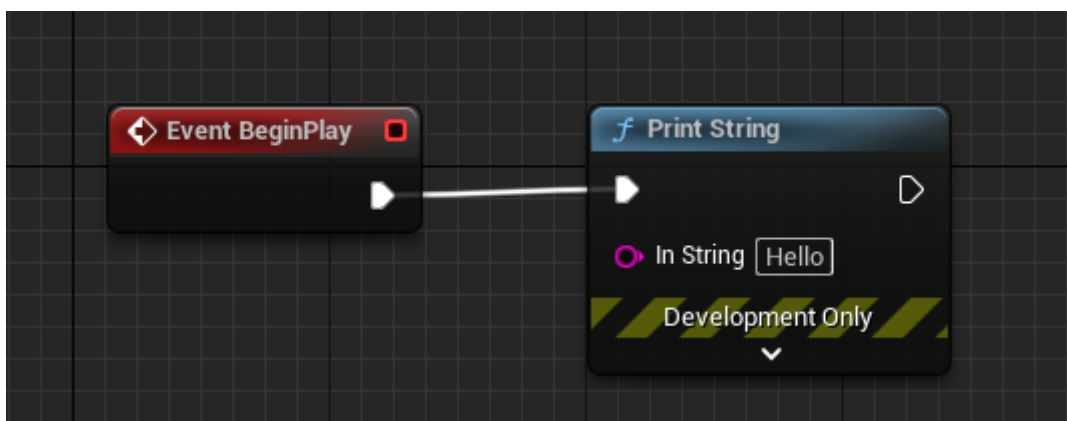 Event BeginPlay
Print String
In String Hello
Development Only